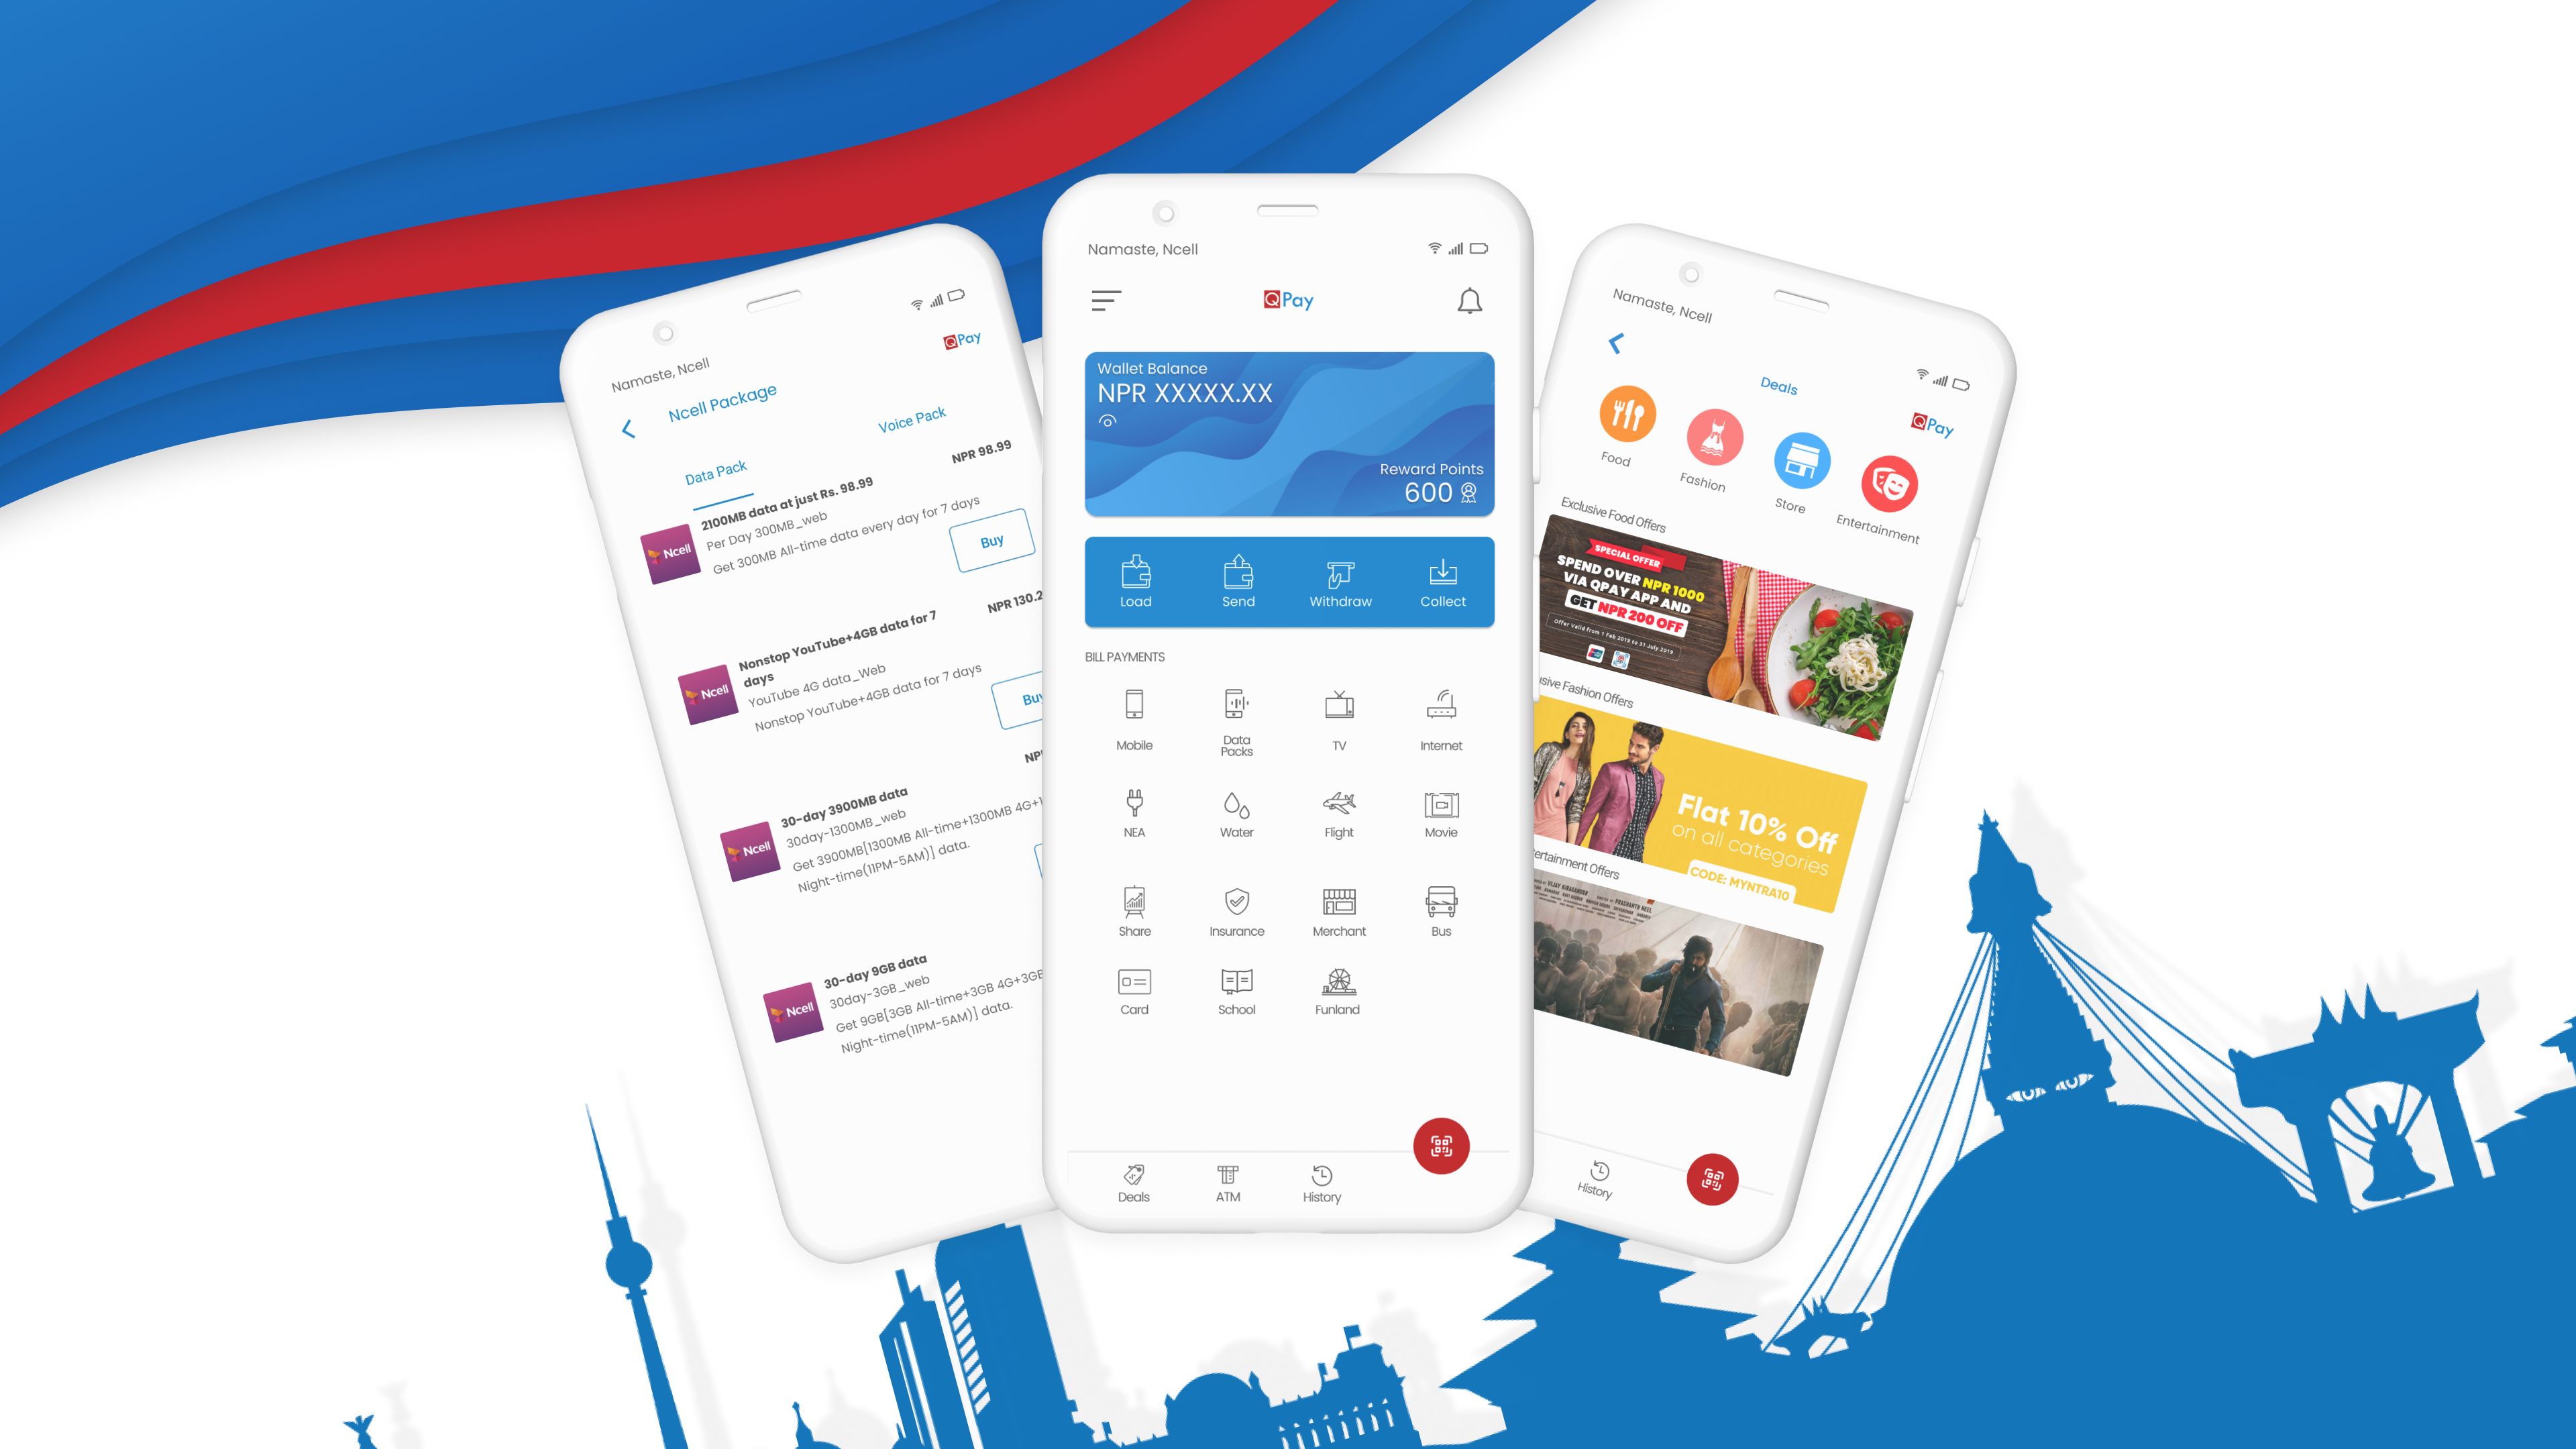 Namaste, Ncell
QPay
Ncell Package
Data Pack
Voice Pack
2100MB data at just Rs. 98.99
NPR 98.99
Per Day 300MB_web
Get 300MB All-time data every day for 7 days
Buy
Ncell
Nonstop YouTube+4GB data for 7
days
NPR 130.2
YouTube 4G data_Web
Nonstop YouTube+4GB data for 7 days
Buy
Ncell
30-day 3900MB data
NPR
30day-1300MB_web
Get 3900MB[1300MB All-time+1300MB 4G+1
Night-time(11PM-5AM)] data.
Ncell
30-day 9GB data
30day-3GB_web
Get 9GB[3GB All-time+3GB 4G+3GB
Night-time(11PM-5AM)] data.
Ncell
Namaste, Ncell
QPay
Wallet Balance
NPR XXXXX.XX
Reward Points
600
Load Send Withdraw Collect
BILL PAYMENTS
Mobile Data Packs TV Internet
NEA Water Flight Movie
Share Insurance Merchant Bus
Card School Funland
Deals ATM History
Namaste, Ncell
Deals
QPay
Food Fashion Store Entertainment
Exclusive Food Offers
SPECIAL OFFER
SPEND OVER NPR 1000
VIA QPAY APP AND
GET NPR 200 OFF
Offer Valid from 1 Feb 2019 to 31 July 2019
usive Fashion Offers
Flat 10% Off
on all categories
CODE: MYNTRA10
ertainment Offers
VIJAY KIRAGANDUR
PRASHANTH NEEL
History